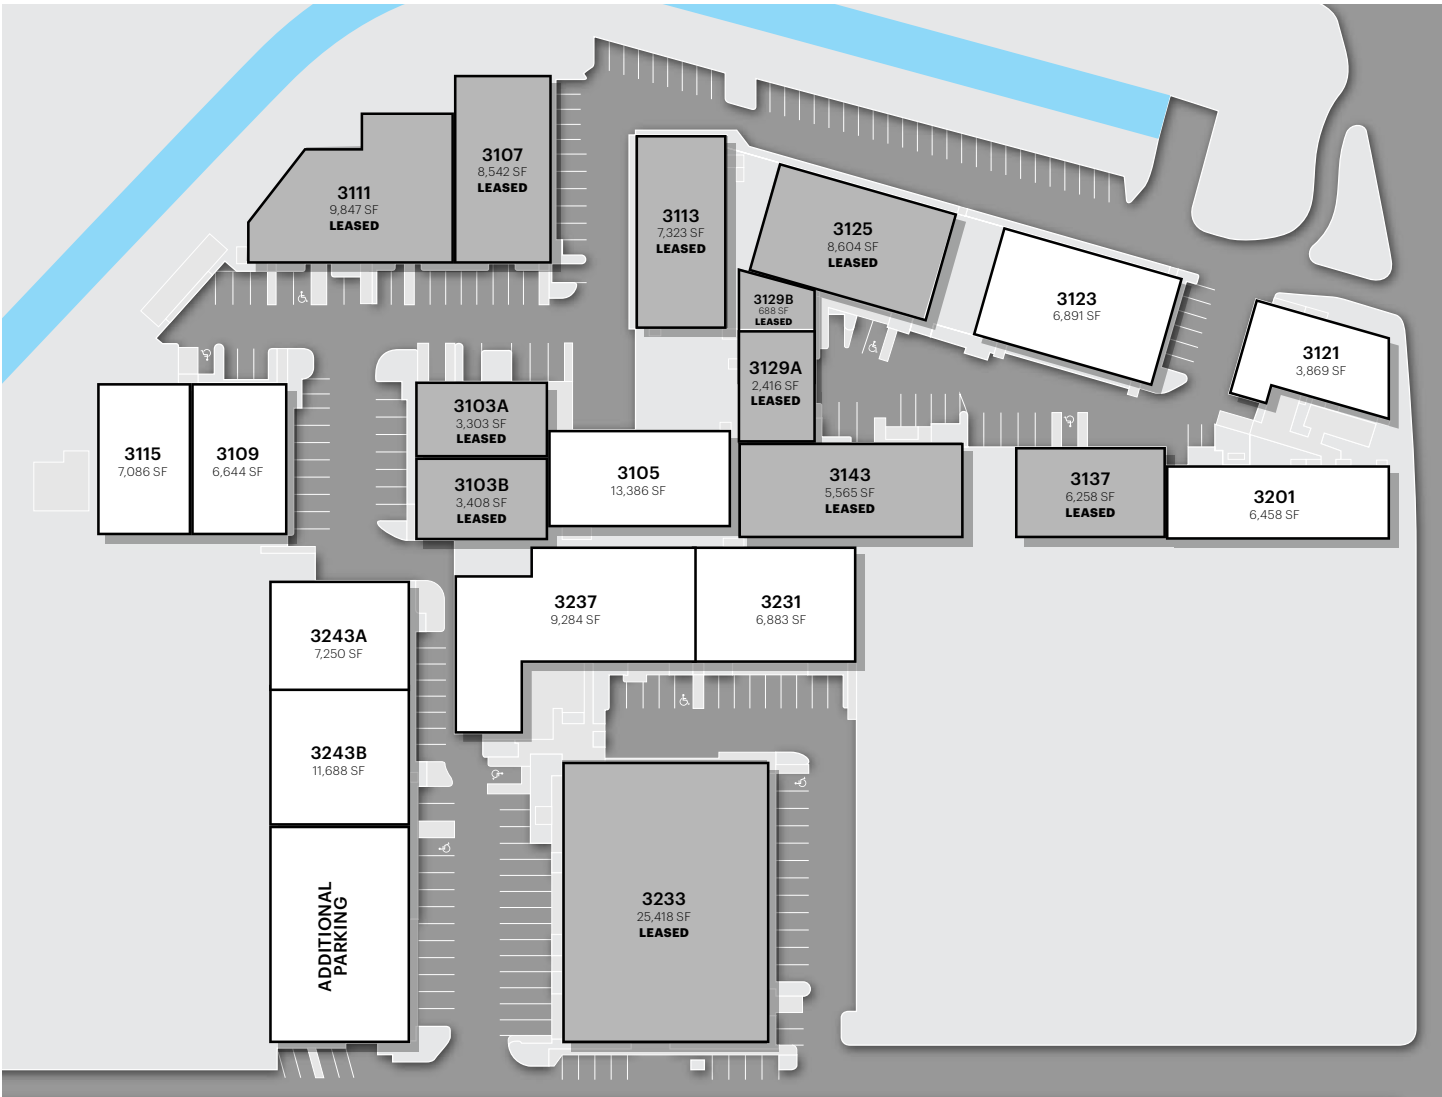 3107
8,542 SF
LEASED
3111
9,847 SF
LEASED
3113
7,323 SF
LEASED
3125
8,604 SF
LEASED
3129B
688 SF
LEASED
3123
6,891 SF
3121
3,869 SF
3129A
2,416 SF
LEASED
3103A
3,303 SF
LEASED
3115
7,086 SF
3109
6,644 SF
3103B
3,408 SF
LEASED
3105
13,386 SF
3143
5,565 SF
LEASED
3137
6,258 SF
LEASED
3201
6,458 SF
3237
9,284 SF
3231
6,883 SF
3243A
7,250 SF
3243B
11,688 SF
3233
25,418 SF
LEASED
ADDITIONAL
PARKING